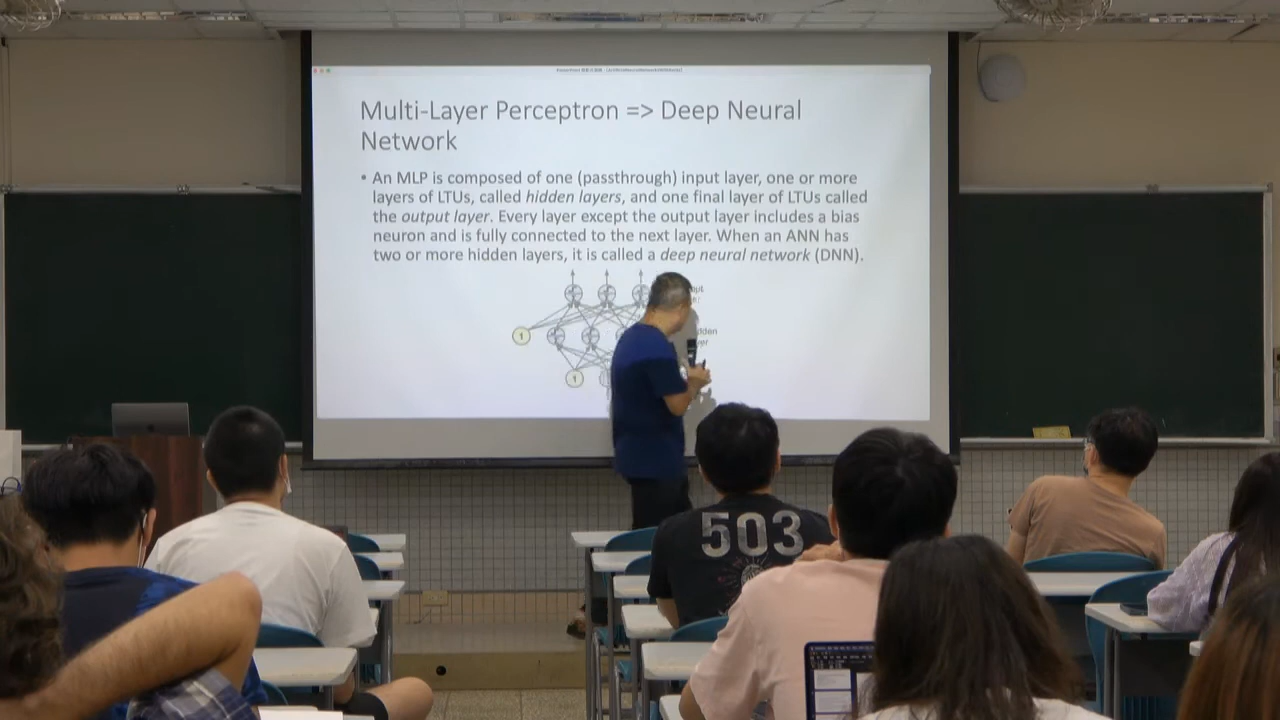 Multi-Layer Perceptron => Deep Neural
Network
• An MLP is composed of one (passthrough) input layer, one or more
layers of LTUs, called hidden layers, and one final layer of LTUs called
the output layer. Every layer except the output layer includes a bias
neuron and is fully connected to the next layer. When an ANN has
two or more hidden layers, it is called a deep neural network (DNN).
1
1
503